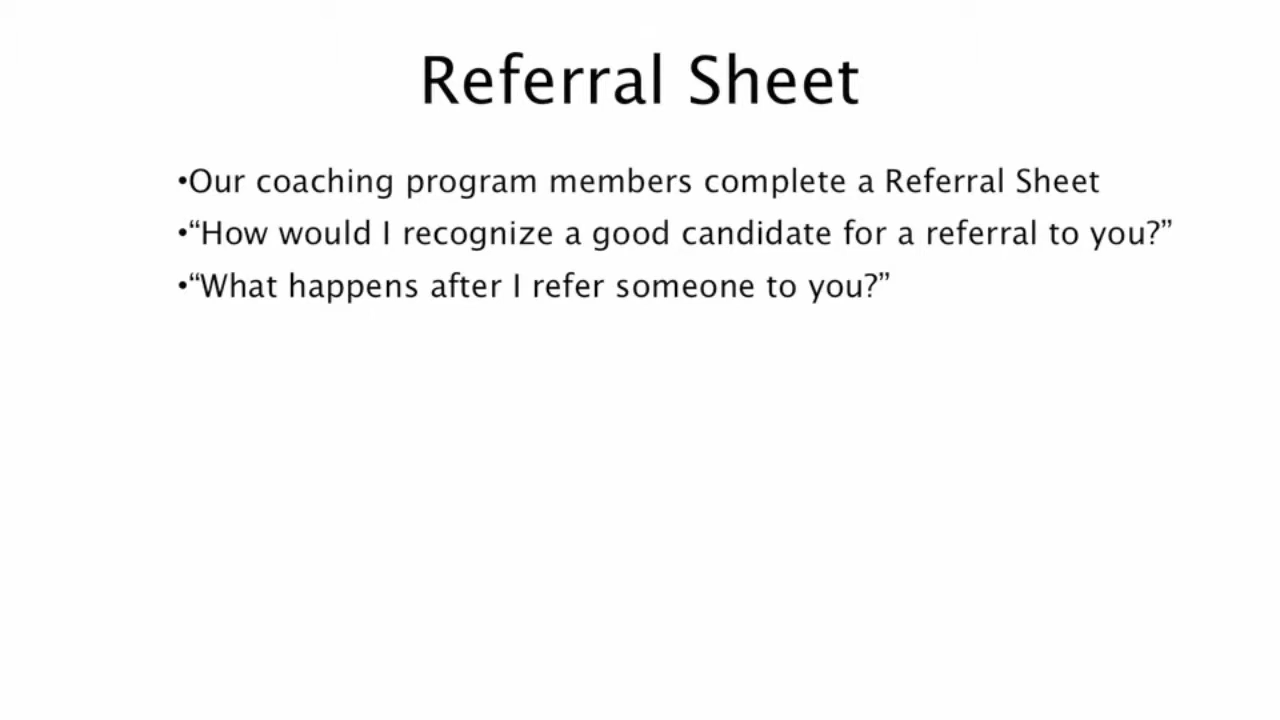 Referral Sheet
•Our coaching program members complete a Referral Sheet
•“How would I recognize a good candidate for a referral to you?”
•“What happens after I refer someone to you?”